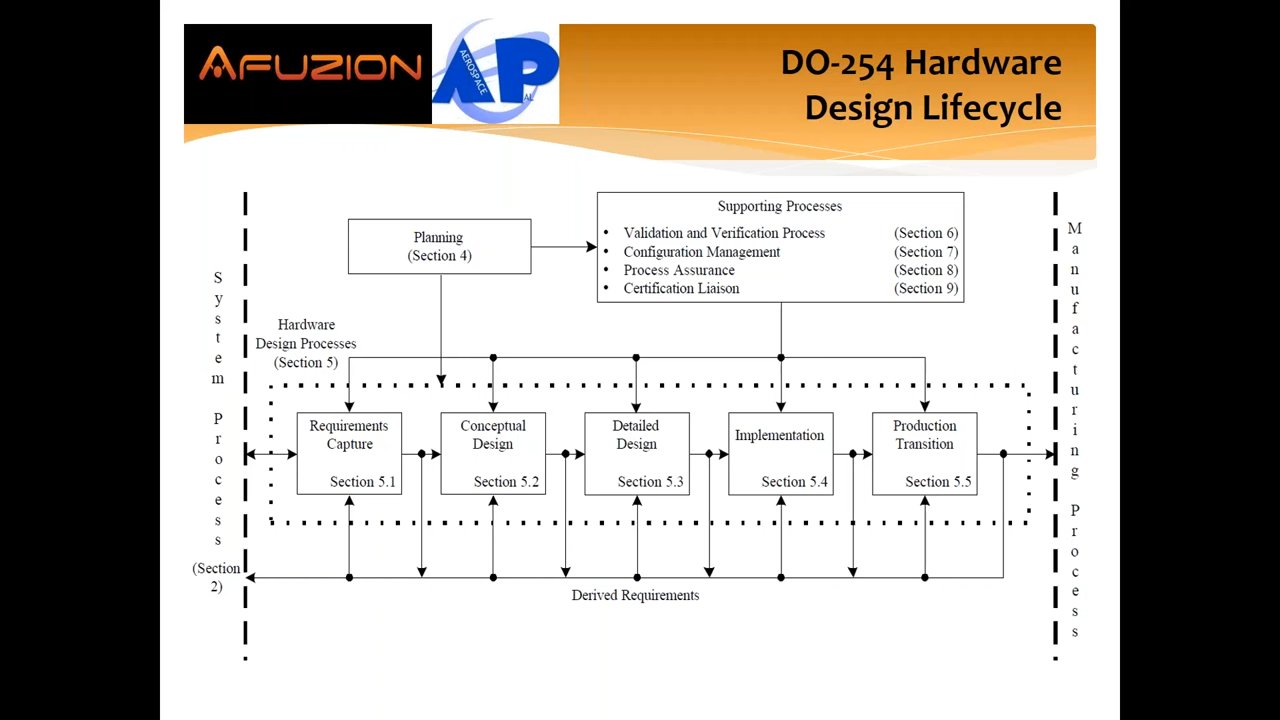 AFUZION
AEROSPACE
AP
AL
DO-254 Hardware
Design Lifecycle
Supporting Processes
• Validation and Verification Process (Section 6)
• Configuration Management (Section 7)
• Process Assurance (Section 8)
• Certification Liaison (Section 9)
Planning
(Section 4)
System Process
(Section
2)
Hardware
Design Processes
(Section 5)
Requirements
Capture
Section 5.1
Conceptual
Design
Section 5.2
Detailed
Design
Section 5.3
Implementation
Section 5.4
Production
Transition
Section 5.5
Derived Requirements
Manufacturing Process